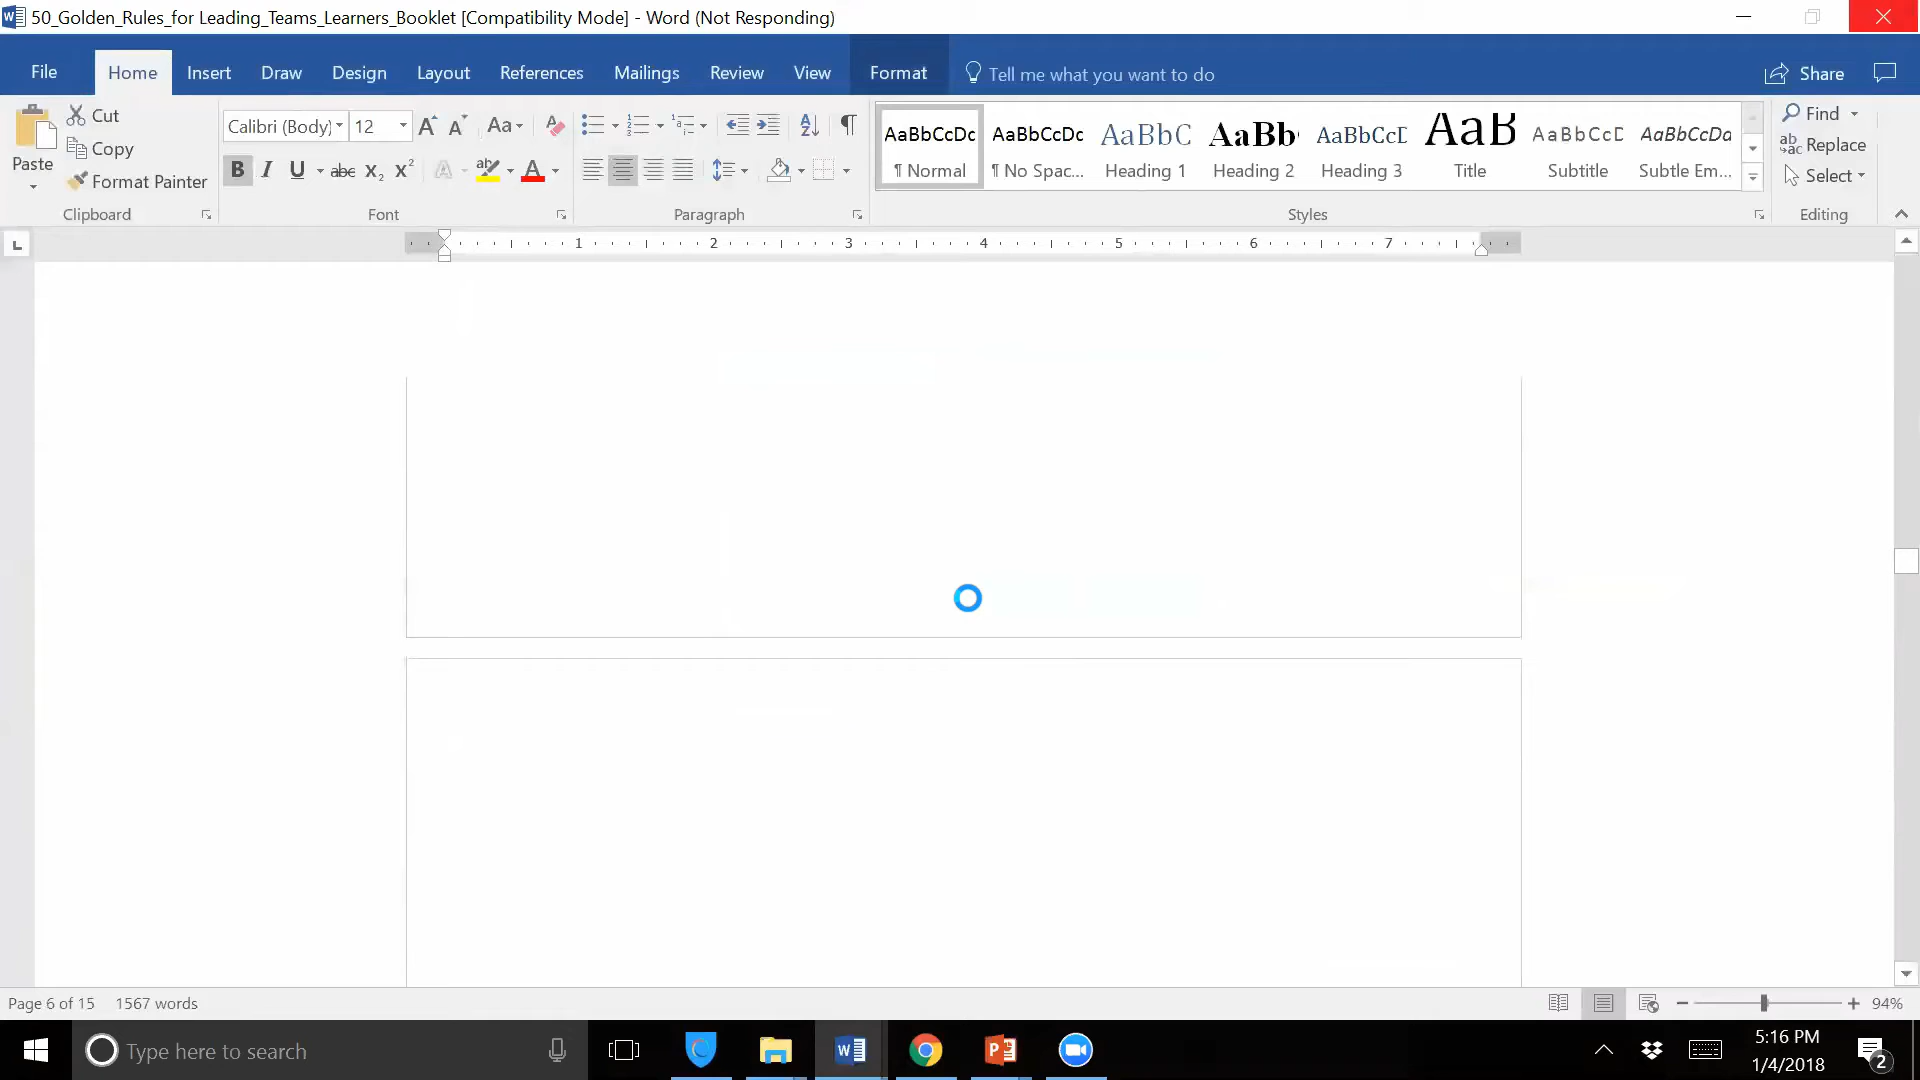 50_Golden_Rules_for Leading_Teams_Learners_Booklet [Compatibility Mode] - Word (Not Responding)
File Home Insert Draw Design Layout References Mailings Review View Format Tell me what you want to do Share
Cut
Copy
Format Painter
Paste
Clipboard
Calibri (Body) 12 Aa
B I U abc X₂ X² A ab A
Font
Paragraph
AaBbCcDc AaBbCcDc AaBbC AaBb AaBbCcD AaB AaBbCcD AaBbCcDd
¶ Normal ¶ No Spac... Heading 1 Heading 2 Heading 3 Title Subtitle Subtle Em...
Styles
Find
Replace
Select
Editing
1 2 3 4 5 6 7
Page 6 of 15 1567 words 94%
Type here to search
5:16 PM
1/4/2018
2